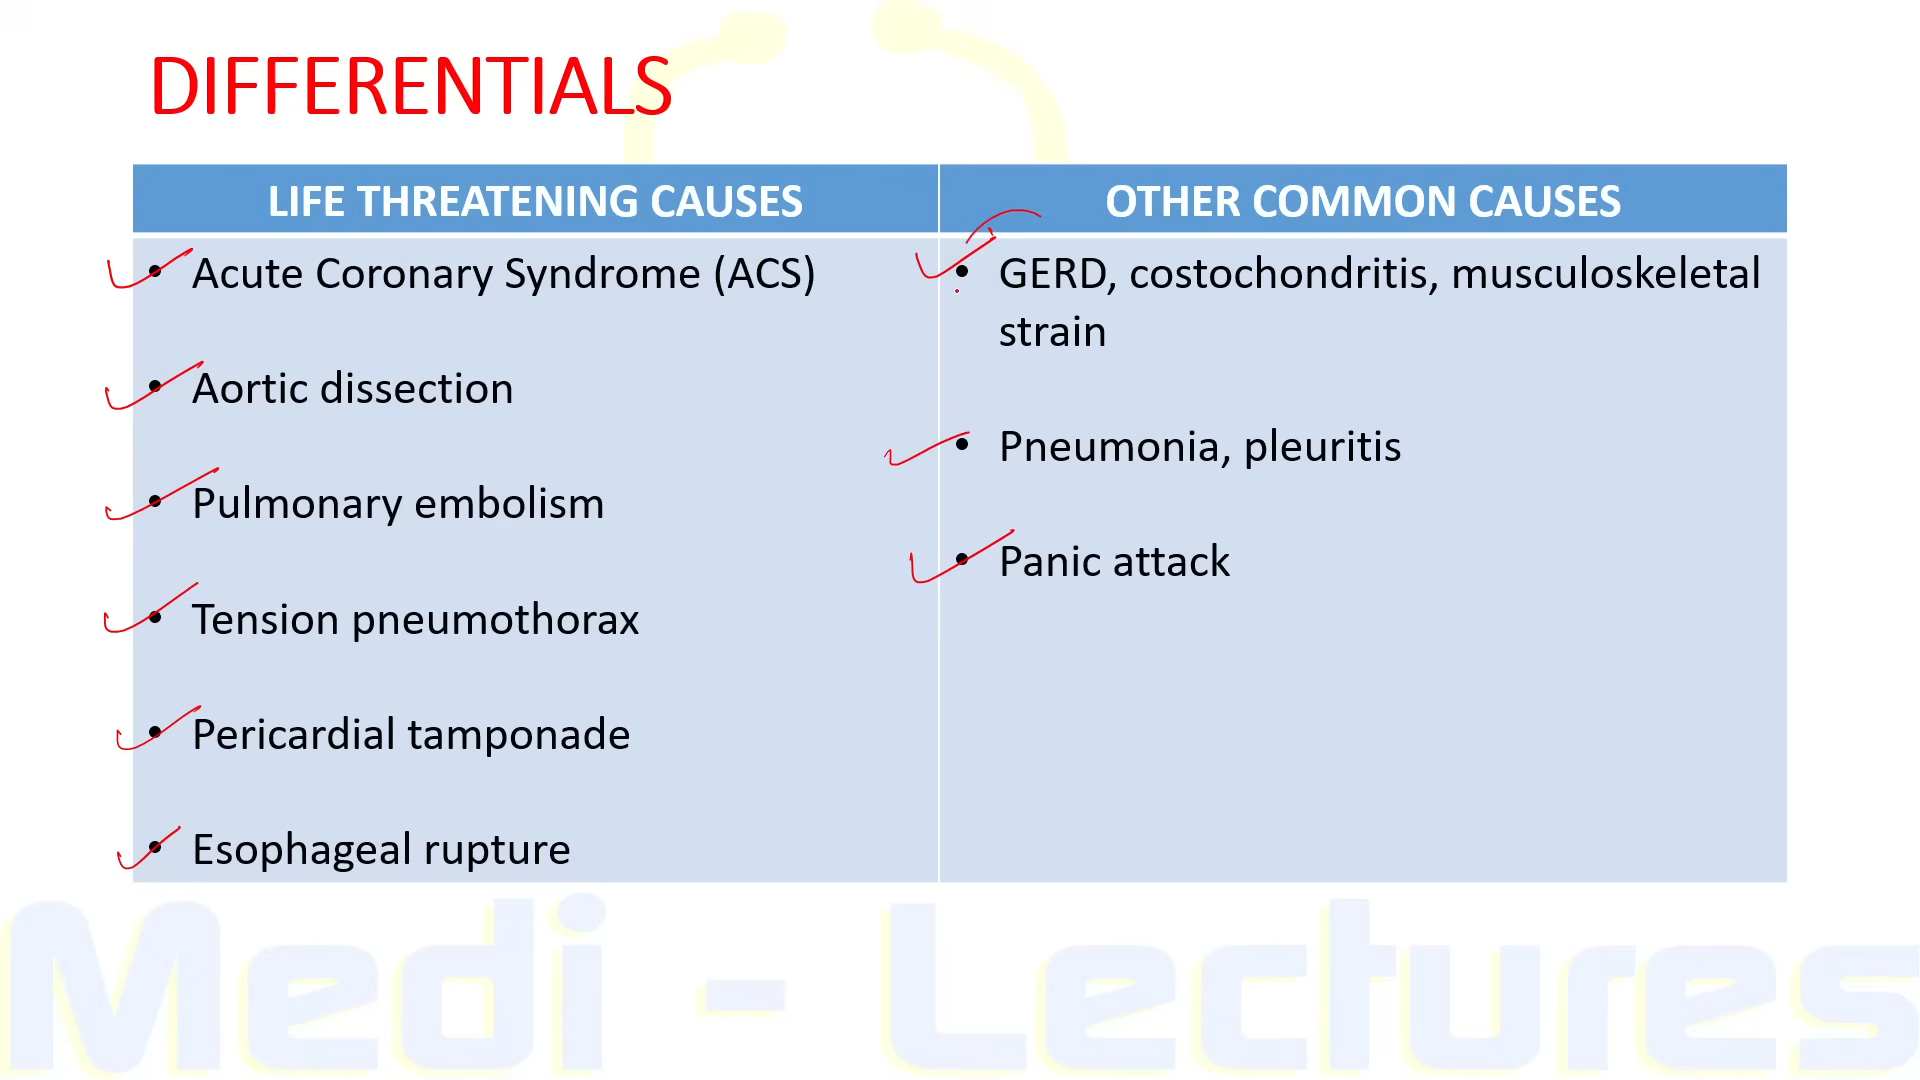 DIFFERENTIALS
LIFE THREATENING CAUSES
• Acute Coronary Syndrome (ACS)
• Aortic dissection
• Pulmonary embolism
• Tension pneumothorax
• Pericardial tamponade
• Esophageal rupture
OTHER COMMON CAUSES
• GERD, costochondritis, musculoskeletal
strain
• Pneumonia, pleuritis
• Panic attack
Medi - Lectures